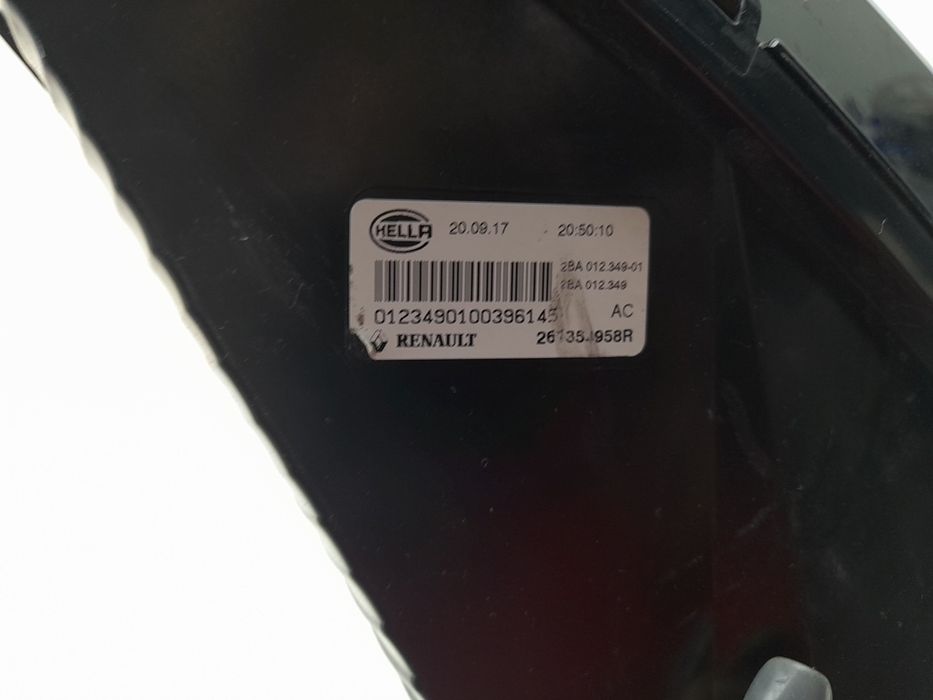 HELLA 20.09.17 20:50:10
2BA 012.349-01
2BA 012.349
0123490100396145
AC
RENAULT